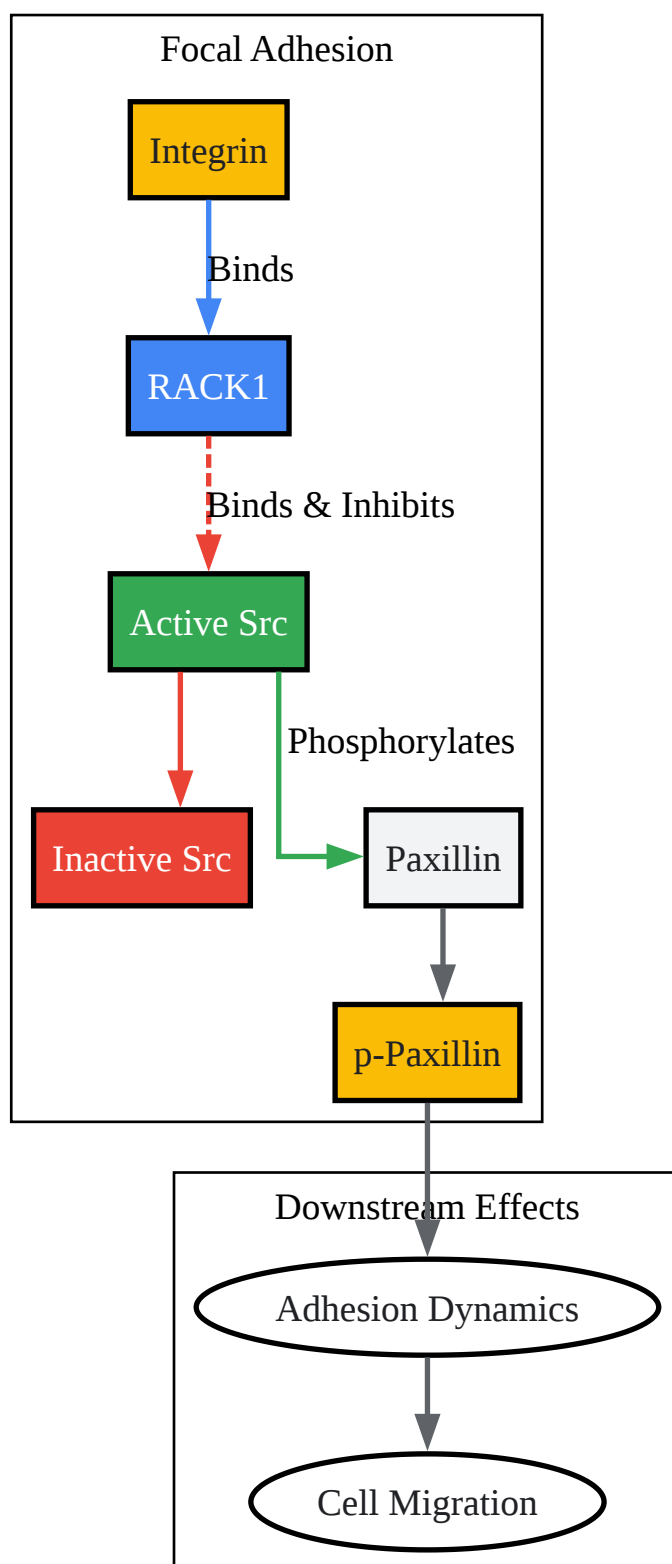 Focal Adhesion
Integrin
Binds
RACK1
Binds & Inhibits
Active Src
Phosphorylates
Inactive Src
Paxillin
p-Paxillin
Downstream Effects
Adhesion Dynamics
Cell Migration